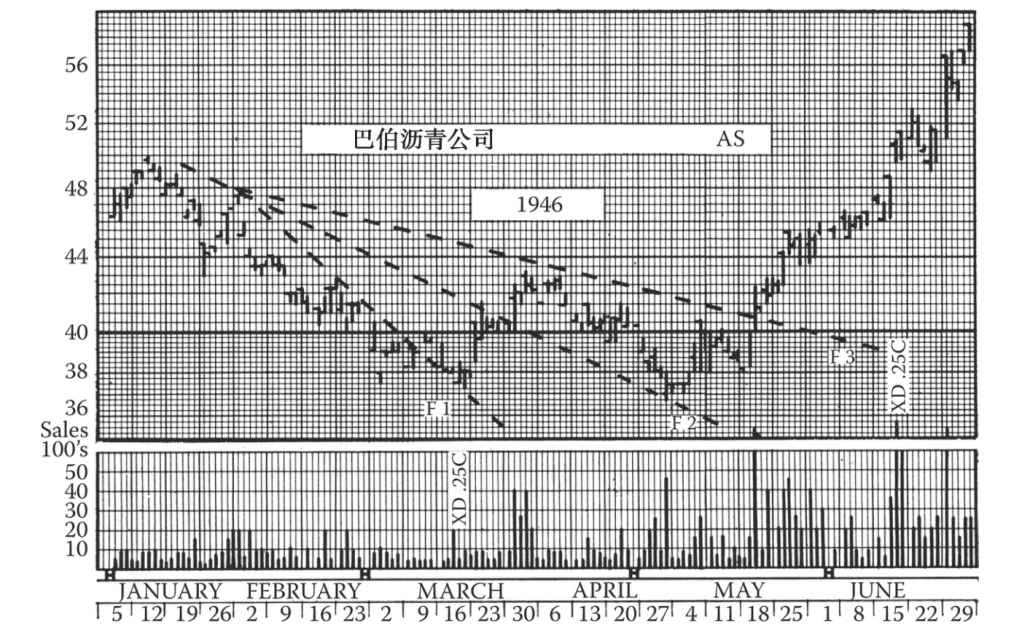 56
52
巴伯沥青公司 AS
48
1946
44
40
38
36
F 1
F 2
F 3
XD .25C
Sales
100's
50
40
30
20
10
XD .25C
JANUARY FEBRUARY MARCH APRIL MAY JUNE
5 12 19 26 2 9 16 23 2 9 16 23 30 6 13 20 27 4 11 18 25 1 8 15 22 29